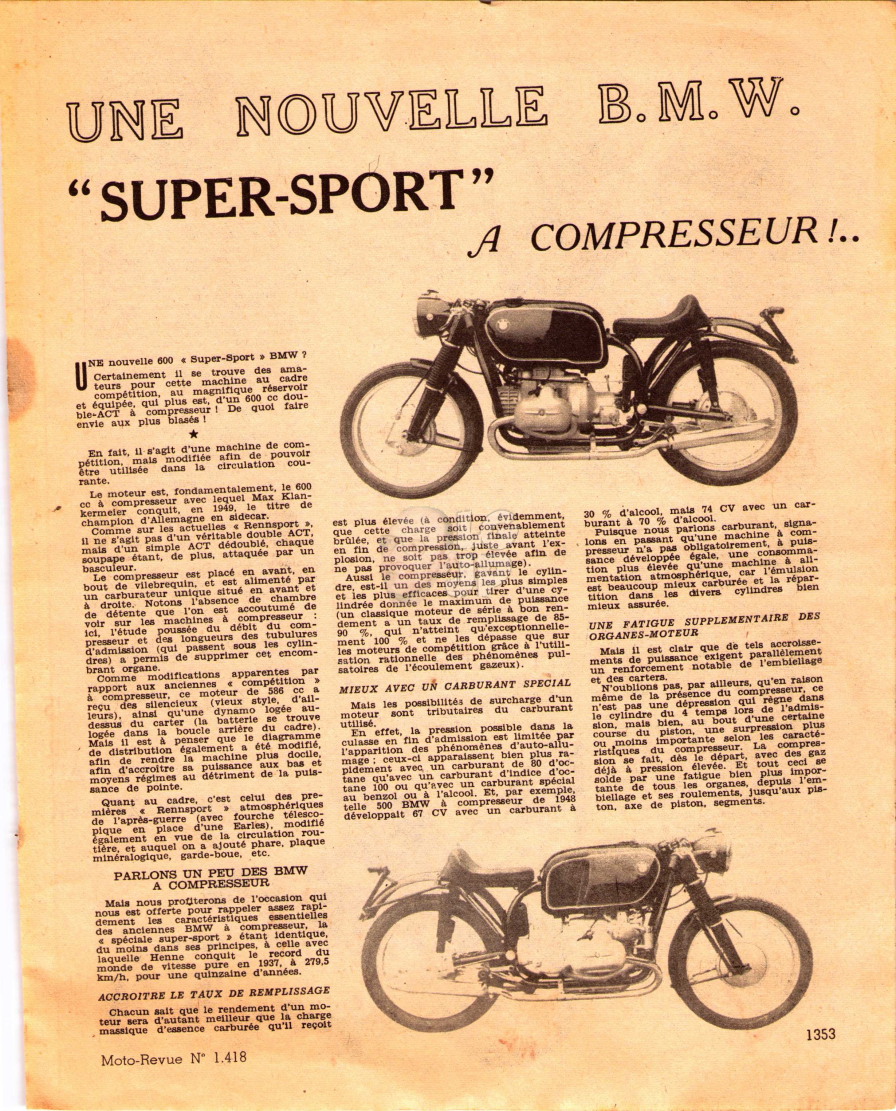 UNE NOUVELLE B.M.W.
“SUPER-SPORT”
A COMPRESSEUR !..
UNE nouvelle 600 « Super-Sport » BMW ?
Certainement il se trouve des ama-
teurs pour cette machine au cadre
compétition, au magnifique réservoir
et équipée, qui plus est, d'un 600 cc dou-
ble-ACT à compresseur ! De quoi faire
envie aux plus blasés !
★
En fait, il s'agit d'une machine de com-
pétition, mais modifiée afin de pouvoir
être utilisée dans la circulation cou-
rante.
Le moteur est, fondamentalement, le 600
cc à compresseur avec lequel Max Klan-
kermeier conquit, en 1949, le titre de
champion d'Allemagne en sidecar.
Comme sur les actuelles « Rennsport »,
il ne s'agit pas d'un véritable double ACT,
mais d'un simple ACT dédoublé, chaque
soupape étant, de plus, attaquée par un
basculeur.
Le compresseur est placé en avant, en
bout de vilebrequin, et est alimenté par
un carburateur unique situé en avant et
à droite. Notons l'absence de chambre
de détente que l'on est accoutumé de
voir sur les machines à compresseur :
ici, l'étude poussée du débit du com-
presseur et des longueurs des tubulures
d'admission (qui passent sous les cylin-
dres) a permis de supprimer cet encom-
brant organe.
Comme modifications apparentes par
rapport aux anciennes « compétition »
à compresseur, ce moteur de 586 cc a
reçu des silencieux (vieux style, d'ail-
leurs), ainsi qu'une dynamo logée au-
dessus du carter (la batterie se trouve
logée dans la boucle arrière du cadre).
Mais il est à penser que le diagramme
de distribution également a été modifié,
afin de rendre la machine plus docile,
afin d'accroître sa puissance aux bas et
moyens régimes au détriment de la puis-
sance de pointe.
Quant au cadre, c'est celui des pre-
mières « Rennsport » atmosphériques
de l'après-guerre (avec fourche télesco-
pique en place d'une Earles), modifié
également en vue de la circulation rou-
tière, et auquel on a ajouté phare, plaque
minéralogique, garde-boue, etc.
PARLONS UN PEU DES BMW
A COMPRESSEUR
Mais nous profiterons de l'occasion qui
nous est offerte pour rappeler assez rapi-
dement les caractéristiques essentielles
des anciennes BMW à compresseur, la
« spéciale super-sport » étant identique,
du moins dans ses principes, à celle avec
laquelle Henne conquit le record du
monde de vitesse pure en 1937, à 279,5
km/h, pour une quinzaine d'années.
ACCROITRE LE TAUX DE REMPLISSAGE
Chacun sait que le rendement d'un mo-
teur sera d'autant meilleur que la charge
massique d'essence carburée qu'il reçoit
est plus élevée (à condition, évidemment,
que cette charge soit convenablement
brûlée, et que la pression finale atteinte
en fin de compression, juste avant l'ex-
plosion, ne soit pas trop élevée afin de
ne pas provoquer l'auto-allumage).
Aussi le compresseur, gavant le cylin-
dre, est-il un des moyens les plus simples
et les plus efficaces pour tirer d'une cy-
lindrée donnée le maximum de puissance
(un classique moteur de série à bon ren-
dement a un taux de remplissage de 85-
90 %, qui n'atteint qu'exceptionnelle-
ment 100 % et ne les dépasse que sur
les moteurs de compétition grâce à l'utili-
sation rationnelle des phénomènes pul-
satoires de l'écoulement gazeux).
MIEUX AVEC UN CARBURANT SPECIAL
Mais les possibilités de surcharge d'un
moteur sont tributaires du carburant
utilisé.
En effet, la pression possible dans la
culasse en fin d'admission est limitée par
l'apparition des phénomènes d'auto-allu-
mage ; ceux-ci apparaissent bien plus ra-
pidement avec un carburant de 80 d'oc-
tane qu'avec un carburant d'indice d'oc-
tane 100 ou qu'avec un carburant spécial
au benzol ou à l'alcool. Et, par exemple,
telle 500 BMW à compresseur de 1948
développait 67 CV avec un carburant à
30 % d'alcool, mais 74 CV avec un car-
burant à 70 % d'alcool.
Puisque nous parlions carburant, signa-
lons en passant qu'une machine à com-
presseur n'a pas obligatoirement, à puis-
sance développée égale, une consomma-
tion plus élevée qu'une machine à ali-
mentation atmosphérique, car l'émulsion
est beaucoup mieux carburée et la répar-
tition, dans les divers cylindres bien
mieux assurée.
UNE FATIGUE SUPPLEMENTAIRE DES
ORGANES-MOTEUR
Mais il est clair que de tels accroisse-
ments de puissance exigent parallèlement
un renforcement notable de l'embiellage
et des carters.
N'oublions pas, par ailleurs, qu'en raison
même de la présence du compresseur, ce
n'est pas une dépression qui règne dans
le cylindre du 4 temps lors de l'admis-
sion, mais bien, au bout d'une certaine
course du piston, une surpression plus
ou moins importante selon les caracté-
ristiques du compresseur. La compres-
sion se fait, dès le départ, avec des gaz
déjà à pression élevée. Et tout ceci se
solde par une fatigue bien plus impor-
tante de tous les organes, depuis l'em-
biellage et ses roulements, jusqu'aux pis-
ton, axe de piston, segments.
1353
Moto-Revue N° 1.418